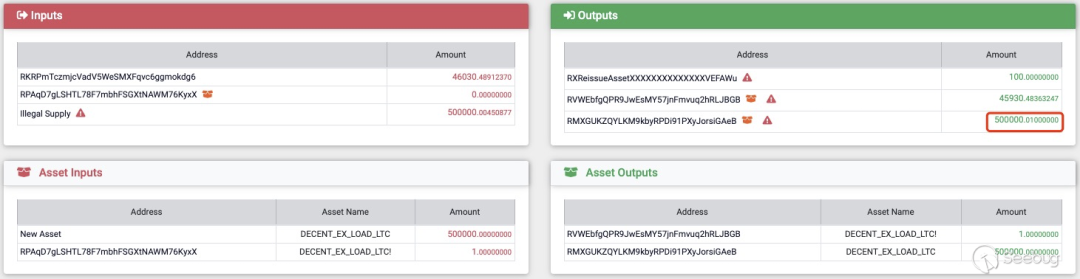 Inputs
Address Amount
RKRPmTczmjcVadV5WeSMXFqvc6ggmokdg6 46030.48912370
RPAqD7gLSHTL78F7mbhFSGXtNAWM76KyxX 0.00000000
Illegal Supply 500000.00450877
Outputs
Address Amount
RXReissueAssetXXXXXXXXXXXXXXVEFAWu 100.00000000
RVWEbfgQPR9JwEsMY57jnFmvuq2hRLJBGB 45930.48363247
RMXGUKZQYLKM9kbyRPDi91PXyJorsiGAeB 500000.01000000
Asset Inputs
Address Asset Name Amount
New Asset DECENT_EX_LOAD_LTC 500000.00000000
RPAqD7gLSHTL78F7mbhFSGXtNAWM76KyxX DECENT_EX_LOAD_LTC! 1.00000000
Asset Outputs
Address Asset Name Amount
RVWEbfgQPR9JwEsMY57jnFmvuq2hRLJBGB DECENT_EX_LOAD_LTC! 1.00000000
RMXGUKZQYLKM9kbyRPDi91PXyJorsiGAeB DECENT_EX_LOAD_LTC 500000.00000000
Seebug